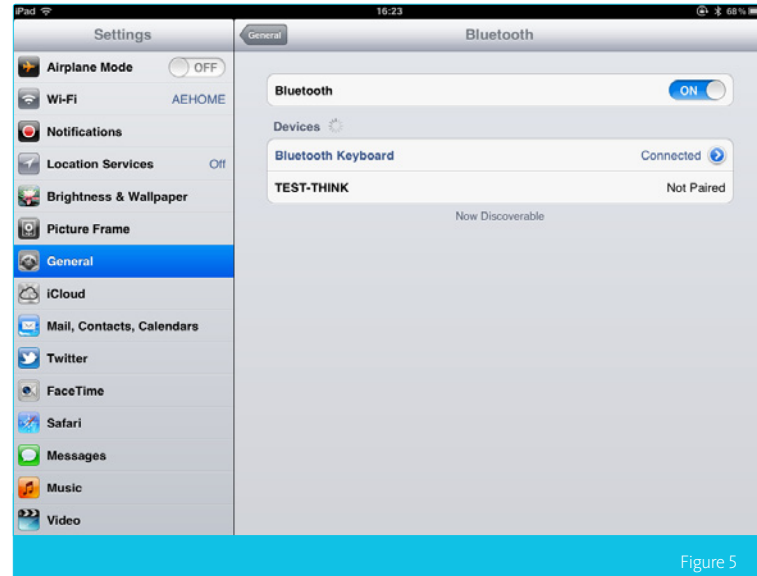 iPad 16:23 68%
Settings General Bluetooth
Airplane Mode OFF
Wi-Fi AEHOME
Notifications
Location Services Off
Brightness & Wallpaper
Picture Frame
General
iCloud
Mail, Contacts, Calendars
Twitter
FaceTime
Safari
Messages
Music
Video
Bluetooth ON
Devices
Bluetooth Keyboard Connected
TEST-THINK Not Paired
Now Discoverable
Figure 5